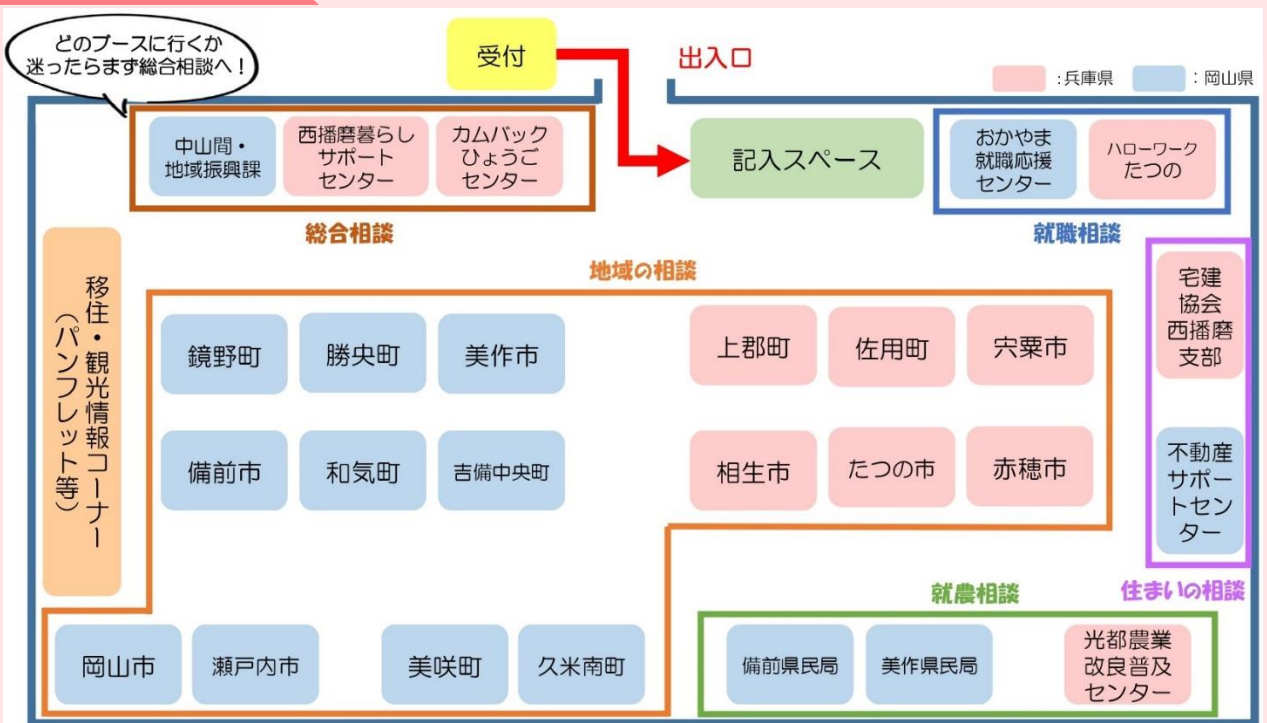 どのブースに行くか
迷ったらまず総合相談へ！
受付
出入口
:兵庫県
：岡山県
中山間・
地域振興課
西播磨暮らし
サポート
センター
カムバック
ひょうご
センター
総合相談
記入スペース
おかやま
就職応援
センター
ハローワーク
たつの
就職相談
移住・観光情報コーナー
（パンフレット等）
地域の相談
鏡野町
勝央町
美作市
上郡町
佐用町
宍粟市
備前市
和気町
吉備中央町
相生市
たつの市
赤穂市
岡山市
瀬戸内市
美咲町
久米南町
宅建
協会
西播磨
支部
不動産
サポー
トセン
ター
住まいの相談
就農相談
備前県民局
美作県民局
光都農業
改良普及
センター